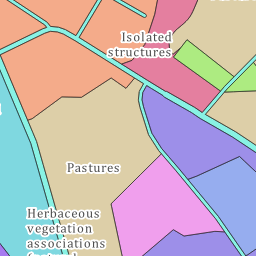 Isolated
structures
Pastures
Herbaceous
vegetation
associations